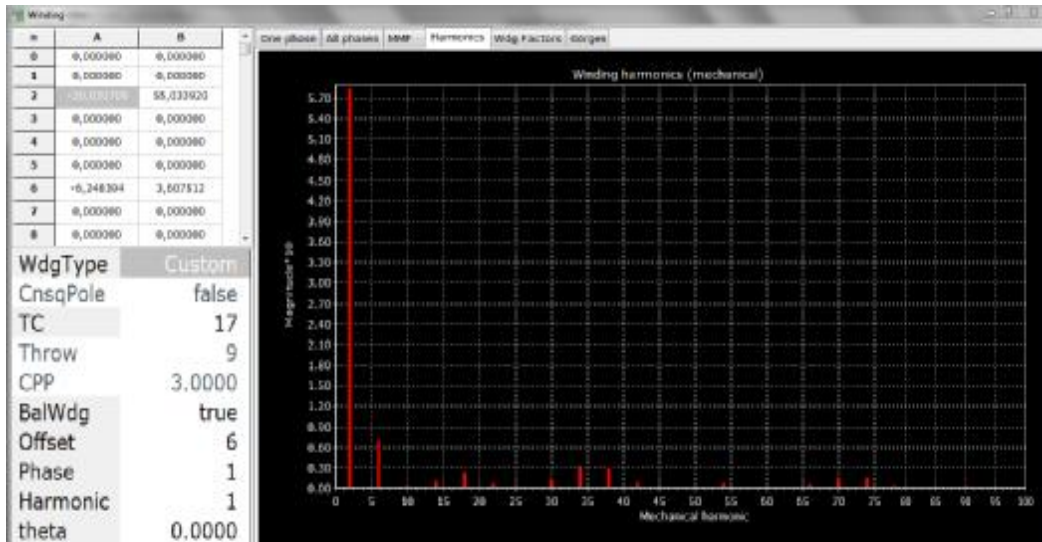 Winding
n A B
0 0,000000 0,000000
1 0,000000 0,000000
2 58,033920
3 0,000000 0,000000
4 0,000000 0,000000
5 0,000000 0,000000
6 -6,248394 3,607512
7 0,000000 0,000000
8 0,000000 0,000000
WdgType Custom
CnsqPole false
TC 17
Throw 9
CPP 3.0000
BalWdg true
Offset 6
Phase 1
Harmonic 1
theta 0.0000
One phase All phases MMF Harmonics Wdg Factors Gorges
Winding harmonics (mechanical)
5.70
5.40
5.10
4.80
4.50
4.20
3.90
3.60
3.30
3.00
2.70
2.40
2.10
1.80
1.50
1.20
0.90
0.60
0.30
0.00
Magnitude*10
0 5 10 15 20 25 30 35 40 45 50 55 60 65 70 75 80 85 90 95 100
Mechanical harmonic